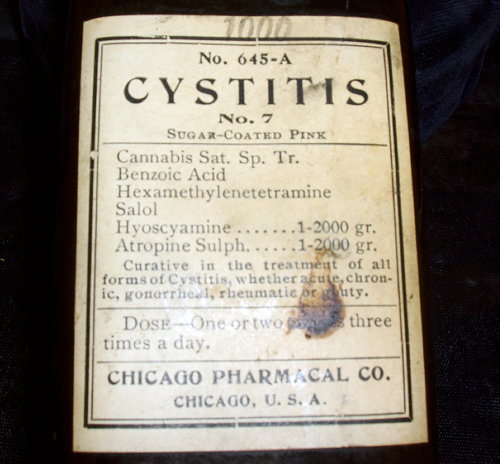 1000
No. 645-A
CYSTITIS
No. 7
SUGAR-COATED PINK
Cannabis Sat. Sp. Tr.
Benzoic Acid
Hexamethylenetetramine
Salol
Hyoscyamine .......1-2000 gr.
Atropine Sulph. .....1-2000 gr.
Curative in the treatment of all
forms of Cystitis, whether acute, chron-
ic, gonorrheal, rheumatic or gouty.
DOSE—One or two three
times a day.
CHICAGO PHARMACAL CO.
CHICAGO, U. S. A.